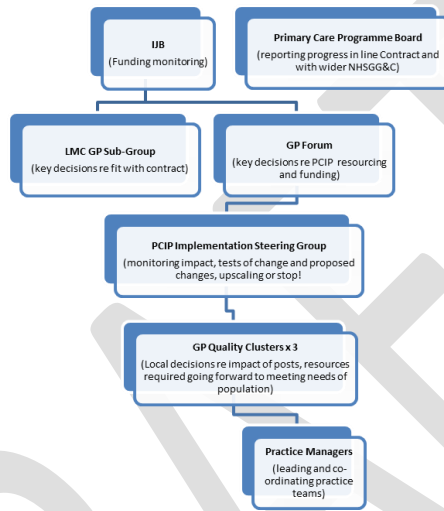 IJB
(Funding monitoring)
Primary Care Programme Board
(reporting progress in line Contract and
with wider NHSGG&C)
LMC GP Sub-Group
(key decisions re fit with contract)
GP Forum
(key decisions re PCIP resourcing
and funding)
PCIP Implementation Steering Group
(monitoring impact, tests of change and proposed
changes, upscaling or stop!
GP Quality Clusters x 3
(Local decisions re impact of posts, resources
required going forward to meeting needs of
population)
Practice Managers
(leading and co-
ordinating practice
teams)